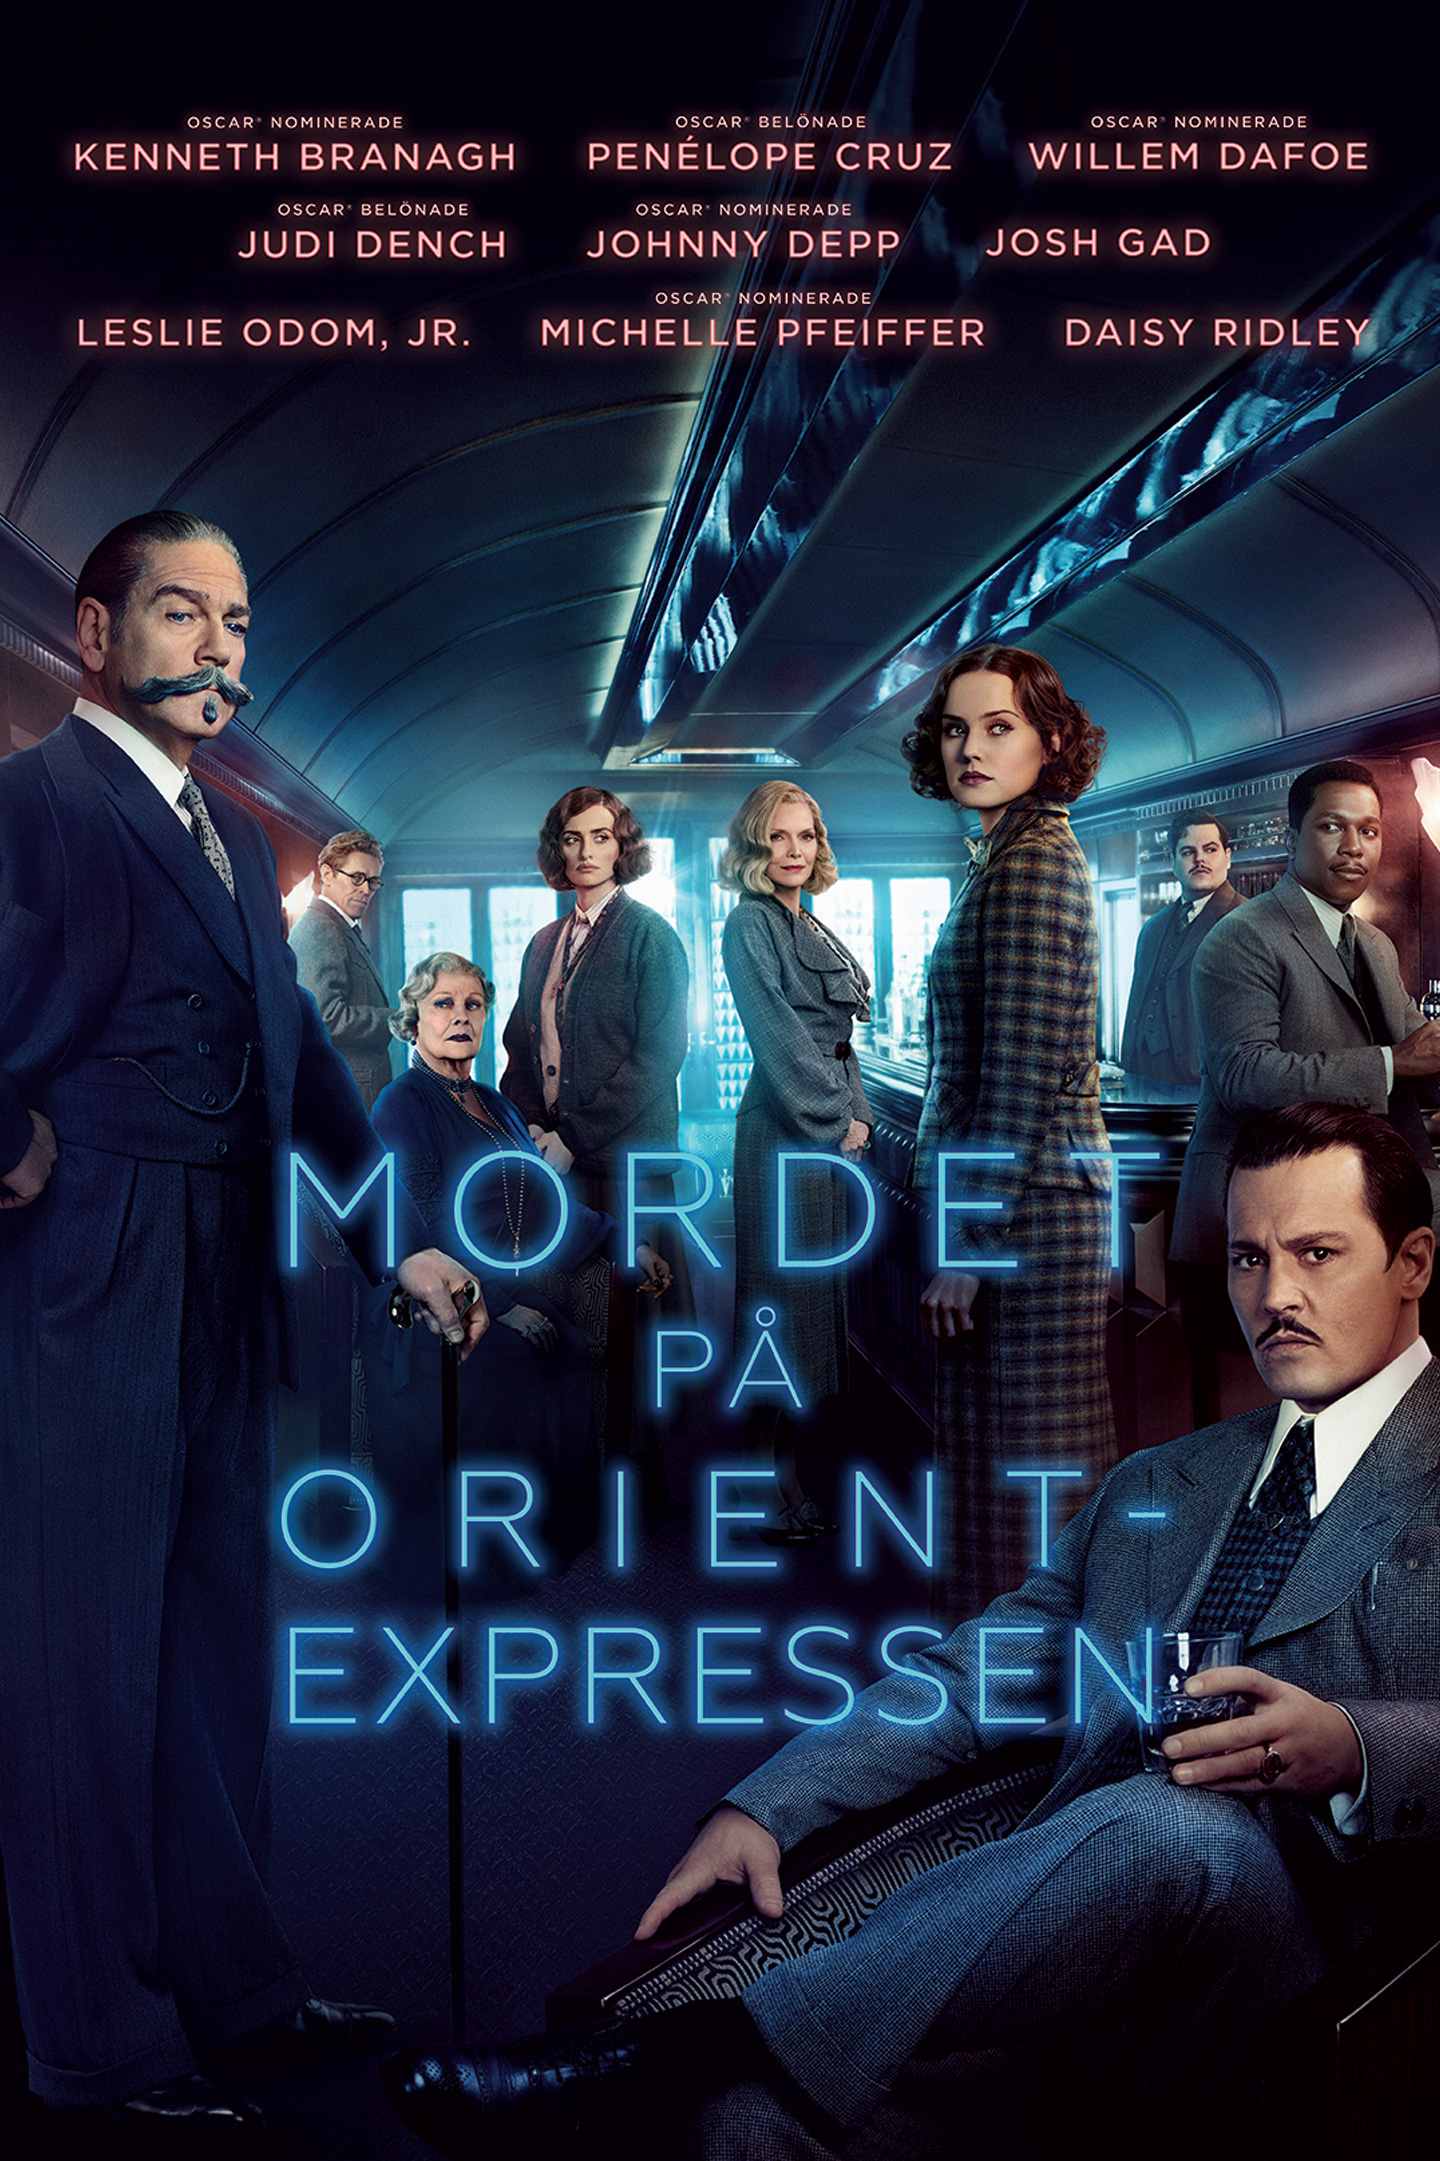 OSCAR® NOMINERADE OSCAR® BELÖNADE OSCAR® NOMINERADE
KENNETH BRANAGH PENÉLOPE CRUZ WILLEM DAFOE
OSCAR® BELÖNADE OSCAR® NOMINERADE
JUDI DENCH JOHNNY DEPP JOSH GAD
OSCAR® NOMINERADE
LESLIE ODOM, JR. MICHELLE PFEIFFER DAISY RIDLEY
MORDET
PÅ
ORIENT-
EXPRESSEN